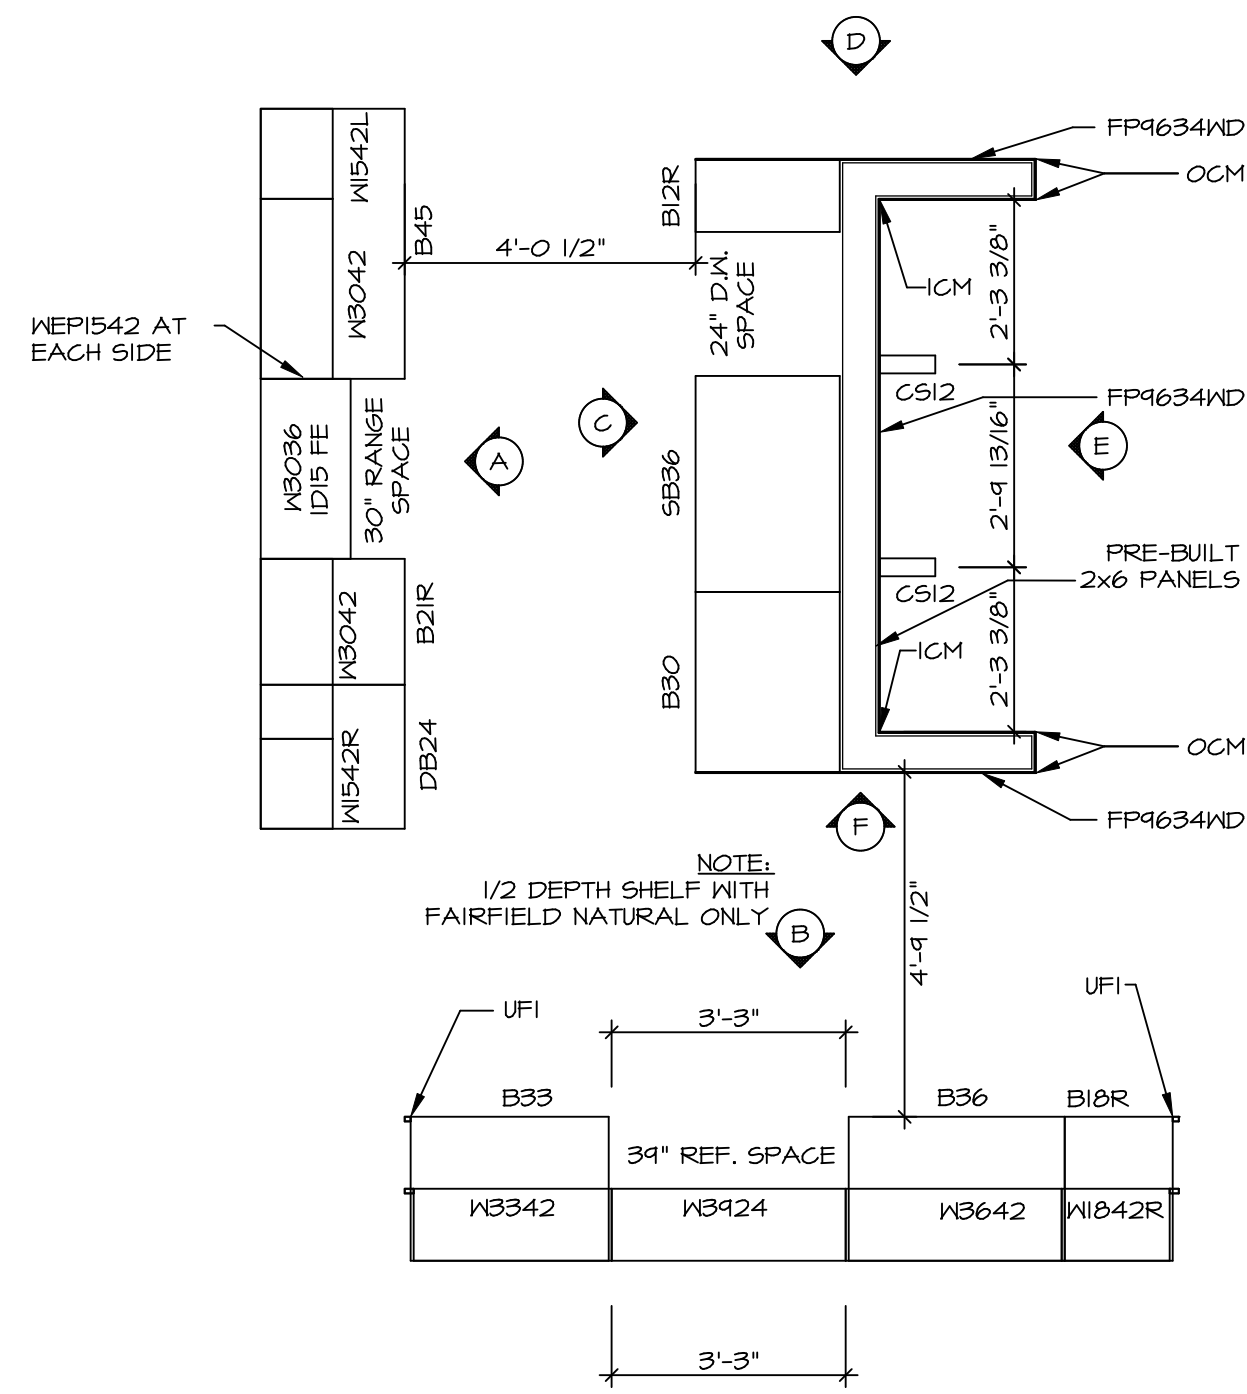 D
FP9634WD
OCM
W1542L
B12R
B45
4'-0 1/2"
24" D.W.
SPACE
ICM
2'-3 3/8"
W3042
WEP1542 AT
EACH SIDE
CS12
FP9634WD
C
A
E
W3036
ID15 FE
30" RANGE
SPACE
SB36
2'-9 13/16"
PRE-BUILT
2x6 PANELS
CS12
W3042
B21R
2'-3 3/8"
ICM
B30
W1542R
DB24
OCM
FP9634WD
F
NOTE:
1/2 DEPTH SHELF WITH
FAIRFIELD NATURAL ONLY
B
4'-9 1/2"
UF1
UF1
3'-3"
B33
B36
B18R
39" REF. SPACE
W3342
W3924
W3642
W1842R
3'-3"